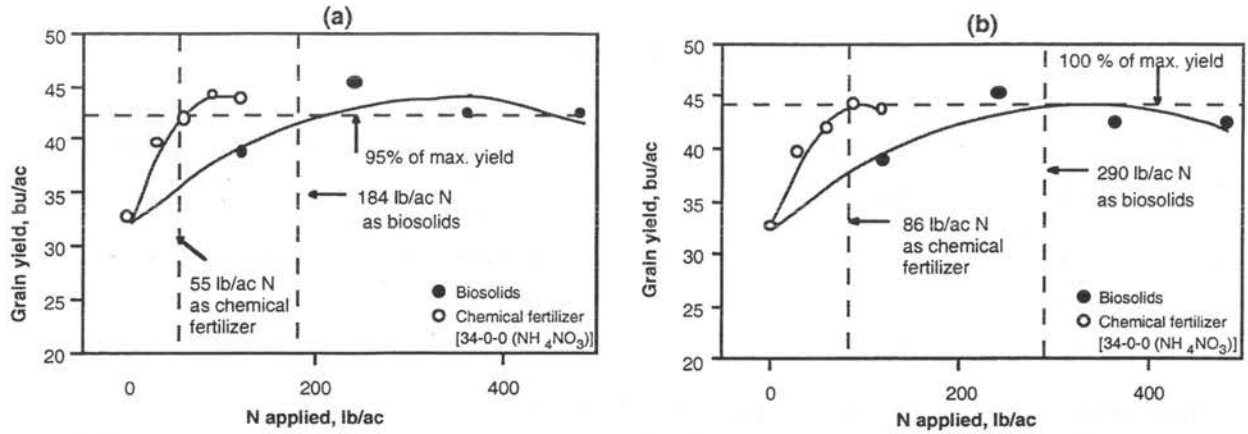 (a)
Grain yield, bu/ac
50
45
40
35
30
25
20
95% of max. yield
184 lb/ac N
as biosolids
55 lb/ac N
as chemical
fertilizer
Biosolids
Chemical fertilizer
[34-0-0 (NH4NO3)]
0
200
400
N applied, lb/ac
(b)
Grain yield, bu/ac
50
45
40
35
30
25
20
100 % of max. yield
290 lb/ac N
as biosolids
86 lb/ac N
as chemical
fertilizer
Biosolids
Chemical fertilizer
[34-0-0 (NH4NO3)]
0
200
400
N applied, lb/ac